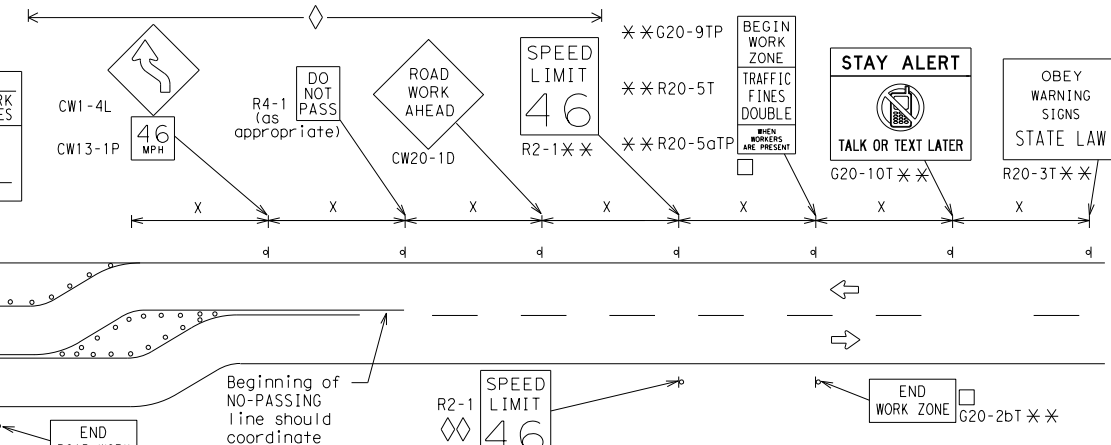 RK
ES
CW1-4L
CW13-1P
46
MPH
R4-1
(as
appropriate)
DO
NOT
PASS
ROAD
WORK
AHEAD
CW20-1D
SPEED
LIMIT
46
R2-1**
**G20-9TP
**R20-5T
**R20-5aTP
BEGIN
WORK
ZONE
TRAFFIC
FINES
DOUBLE
WHEN
WORKERS
ARE PRESENT
STAY ALERT
TALK OR TEXT LATER
G20-10T**
OBEY
WARNING
SIGNS
STATE LAW
R20-3T**
X X X X X X X
Beginning of
NO-PASSING
line should
coordinate
R2-1
SPEED
LIMIT
46
END
WORK ZONE
G20-2bT**
END